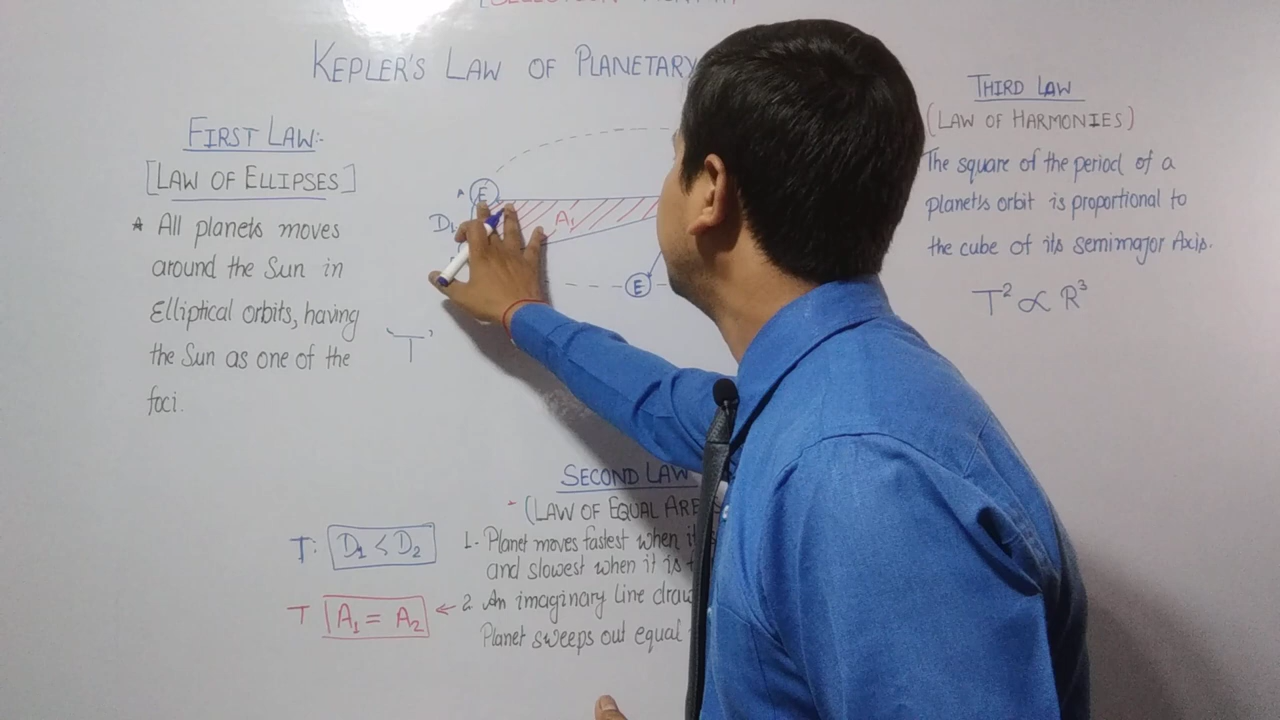 KEPLER'S LAW OF PLANETARY
FIRST LAW:-
[LAW OF ELLIPSES]
* All planets moves
around the Sun in
Elliptical orbits, having
the Sun as one of the
foci.
E
A
D1
A1
E
'T'
THIRD LAW
(LAW OF HARMONIES)
The square of the period of a
planets orbit is proportional to
the cube of its semimajor Axis.
T² ∝ R³
SECOND LAW
(LAW OF EQUAL
T: D1 < D2
1- Planet moves fastest when
and slowest when it is
T A1 = A2
← 2. An imaginary Line
Planet sweeps out equal